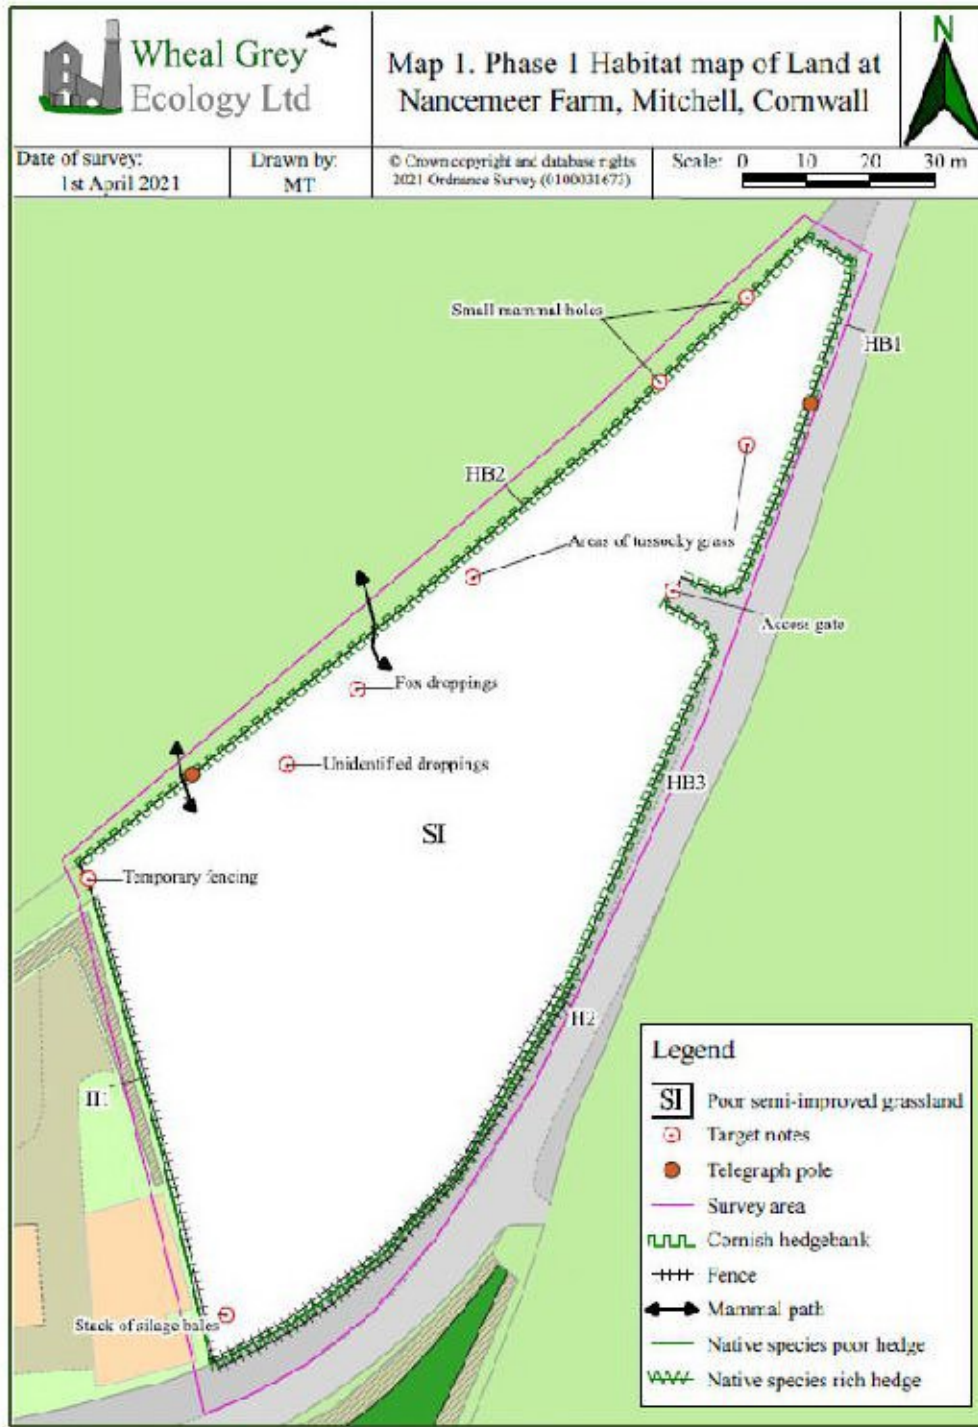 Wheal Grey
Ecology Ltd
Map 1. Phase 1 Habitat map of Land at
Nancemeer Farm, Mitchell, Cornwall
N
Date of survey:
1st April 2021
Drawn by:
MT
© Crown copyright and database rights
2021 Ordnance Survey (0100031673)
Scale: 0 10 20 30 m
Small mammal holes
HB1
HB2
Areas of tussocky grass
Access gate
Fox droppings
Unidentified droppings
HB3
SI
Temporary fencing
H2
H1
Stack of silage bales
Legend
SI Poor semi-improved grassland
Target notes
Telegraph pole
Survey area
Cornish hedgebank
Fence
Mammal path
Native species poor hedge
Native species rich hedge